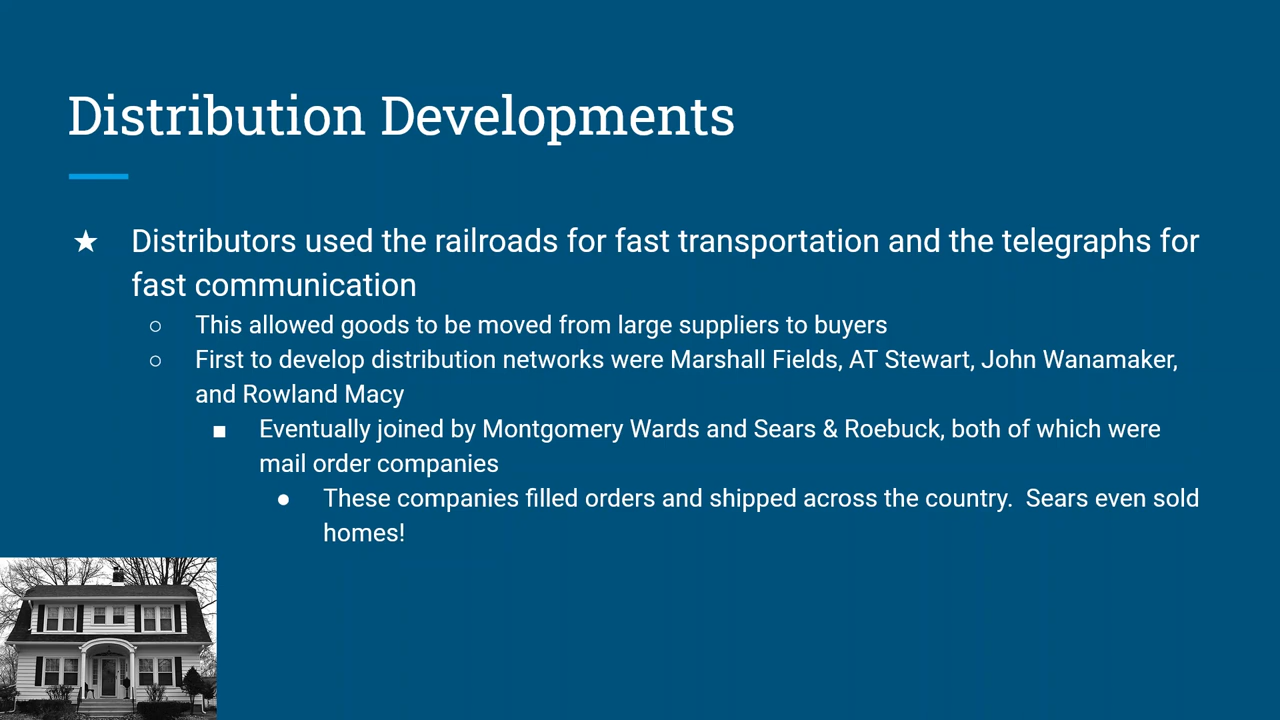 Distribution Developments
★ Distributors used the railroads for fast transportation and the telegraphs for
fast communication
○ This allowed goods to be moved from large suppliers to buyers
○ First to develop distribution networks were Marshall Fields, AT Stewart, John Wanamaker,
and Rowland Macy
■ Eventually joined by Montgomery Wards and Sears & Roebuck, both of which were
mail order companies
● These companies filled orders and shipped across the country.  Sears even sold
homes!